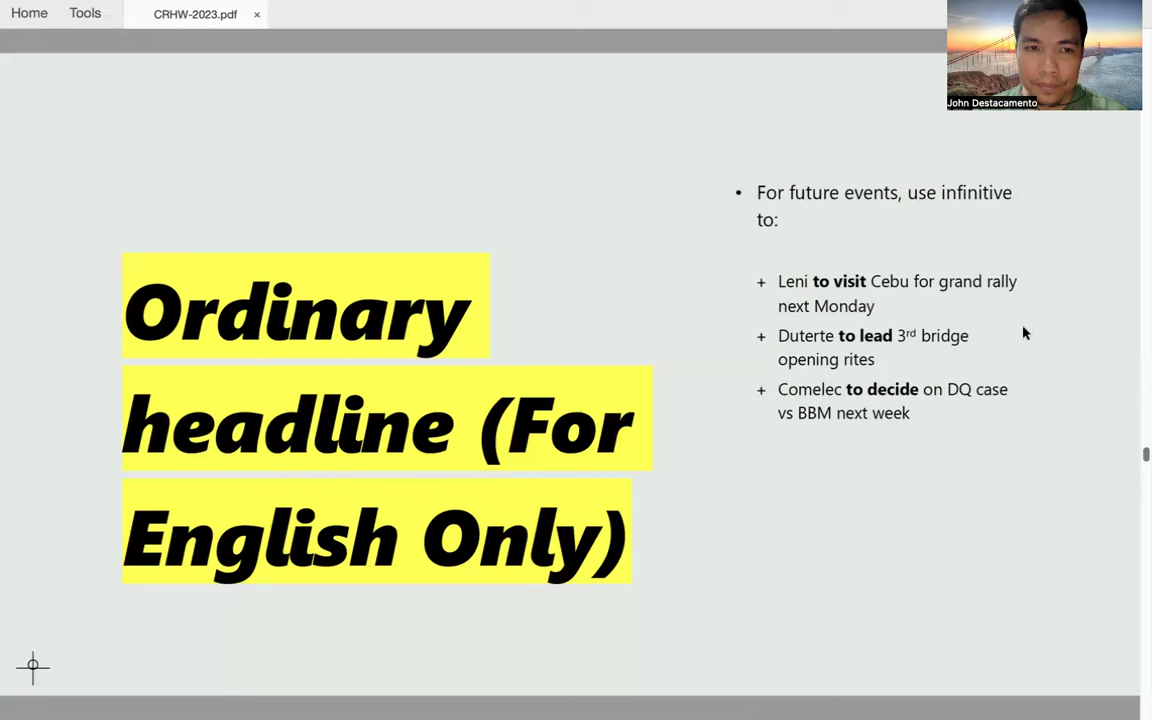 Home Tools CRHW-2023.pdf ×
John Destacamento
Ordinary
headline (For
English Only)
• For future events, use infinitive
to:
+ Leni to visit Cebu for grand rally
next Monday
+ Duterte to lead 3rd bridge
opening rites
+ Comelec to decide on DQ case
vs BBM next week